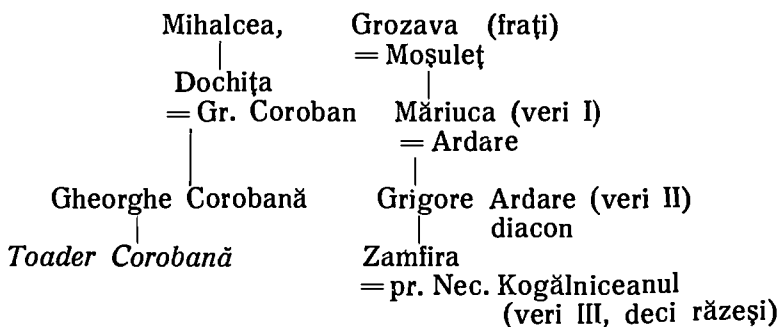 Mihalcea, Grozava (frați)
= Moșuleț
Dochița
= Gr. Coroban Măriuca (veri I)
= Ardare
Gheorghe Corobană Grigore Ardare (veri II)
diacon
Toader Corobană Zamfira
= pr. Nec. Kogălniceanul
(veri III, deci răzeși)